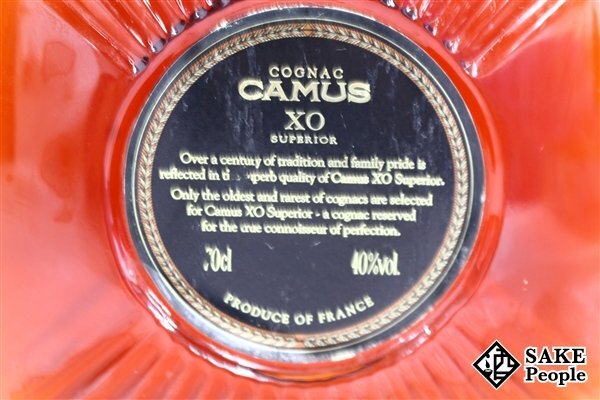 COGNAC
CAMUS
XO
SUPERIOR
Over a century of tradition and family pride is
reflected in the superb quality of Camus XO Superior.
Only the oldest and rarest of cognacs are selected
for Camus XO Superior - a cognac reserved
for the true connoisseur of perfection.
70cl 40%vol.
PRODUCE OF FRANCE
SAKE
People